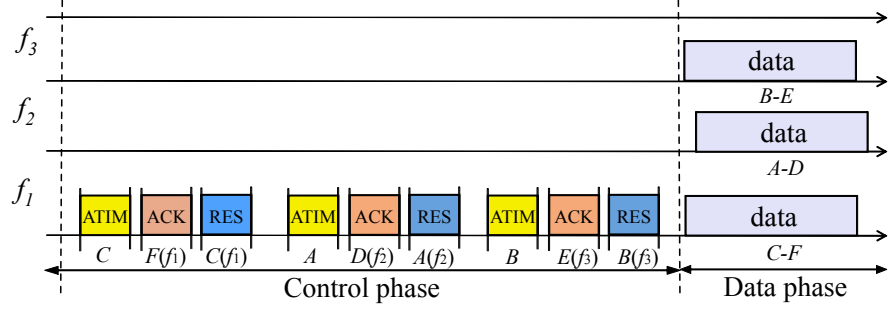 f3
data
B-E
f2
data
A-D
f1
ATIM ACK RES ATIM ACK RES ATIM ACK RES data
C F(f1) C(f1) A D(f2) A(f2) B E(f3) B(f3) C-F
Control phase Data phase